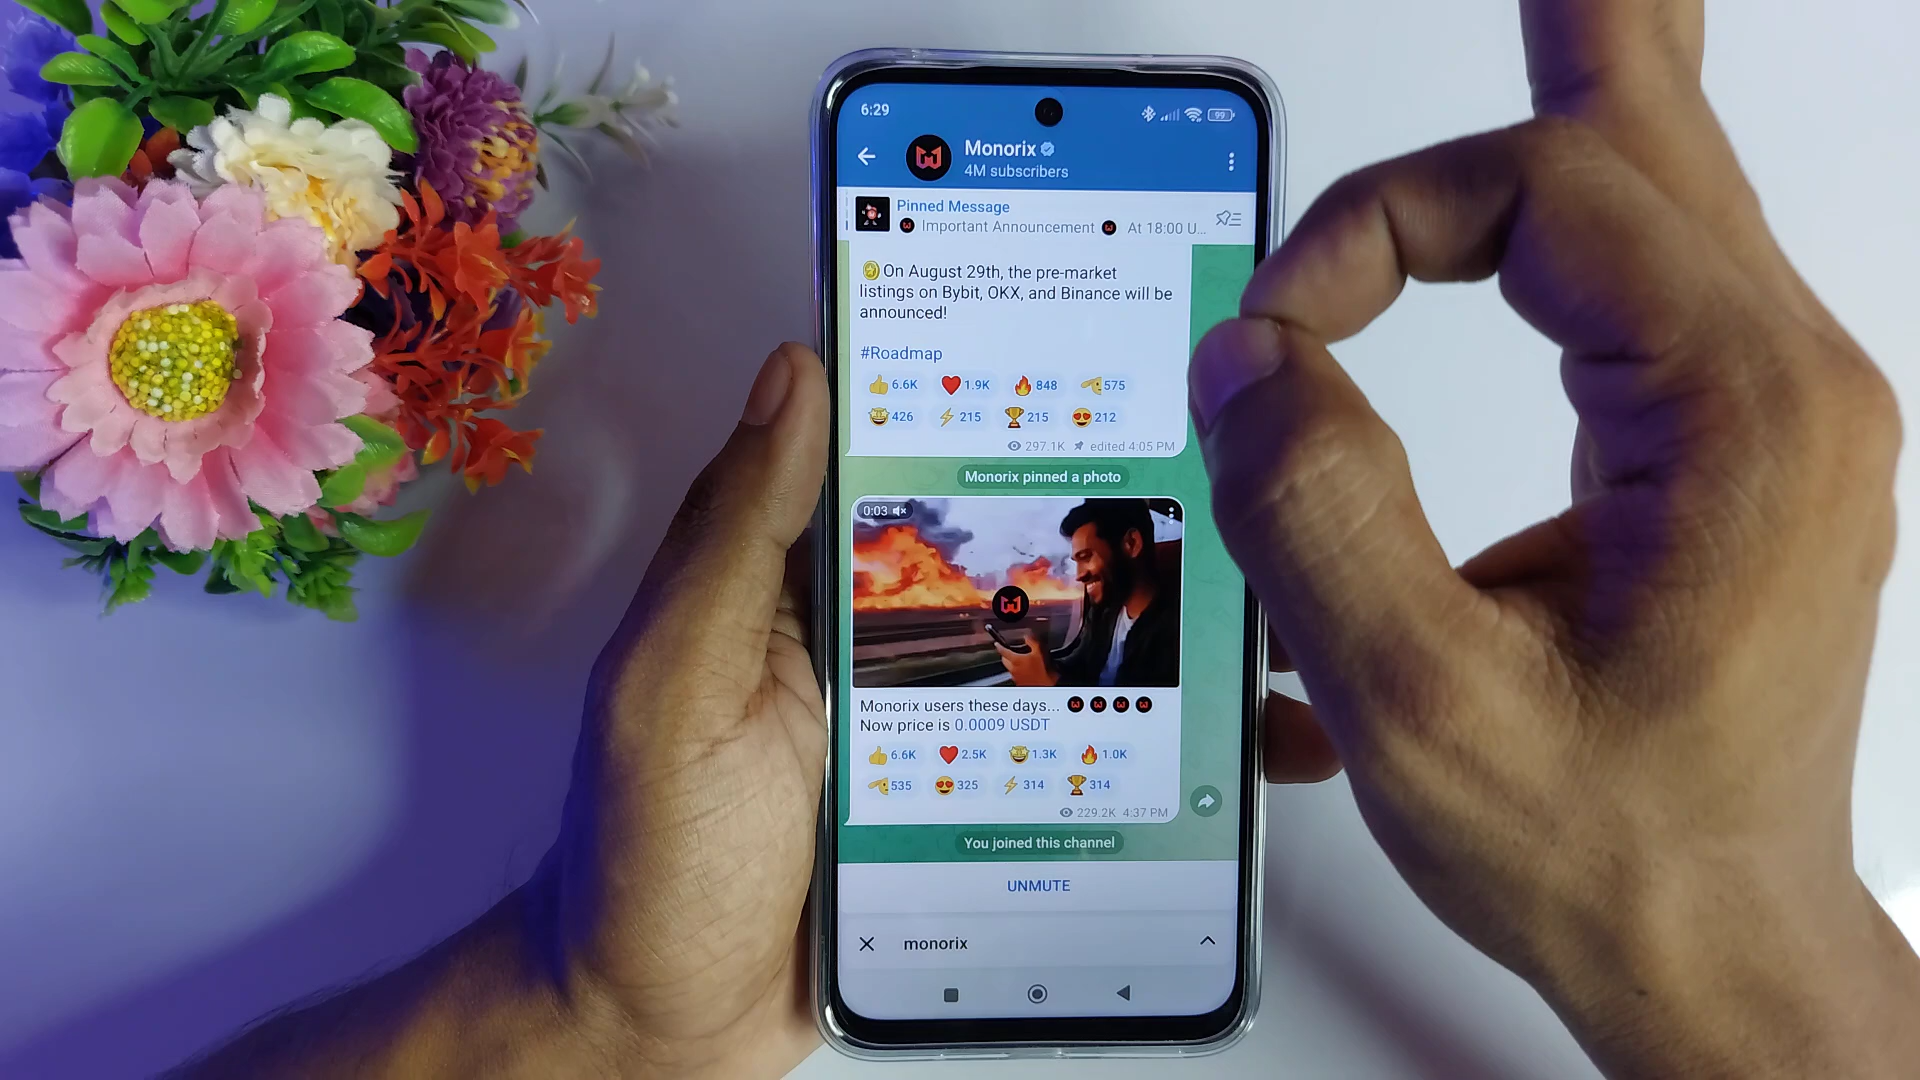 6:29
99
Monorix
4M subscribers
Pinned Message
Important Announcement At 18:00 U...
On August 29th, the pre-market
listings on Bybit, OKX, and Binance will be
announced!
#Roadmap
6.6K 1.9K 848 575
426 215 215 212
297.1K edited 4:05 PM
Monorix pinned a photo
0:03
Monorix users these days...
Now price is 0.0009 USDT
6.6K 2.5K 1.3K 1.0K
535 325 314 314
229.2K 4:37 PM
You joined this channel
UNMUTE
monorix